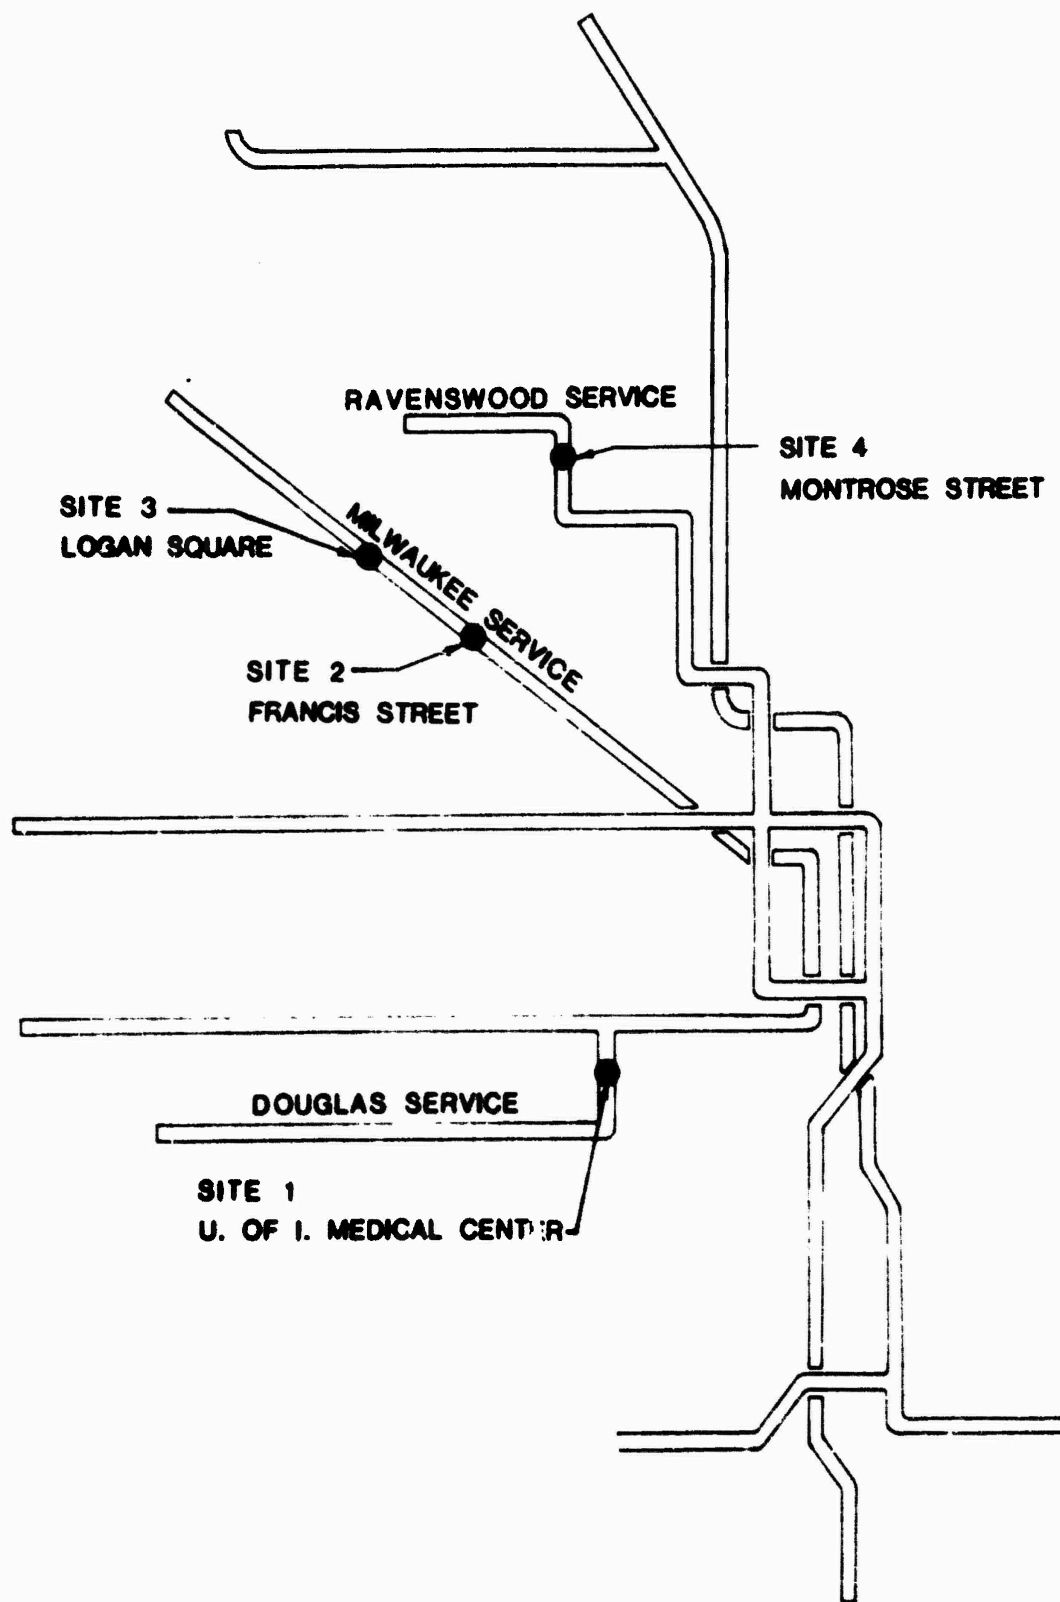 RAVENSWOOD SERVICE
SITE 4
MONTROSE STREET
SITE 3
LOGAN SQUARE
MILWAUKEE SERVICE
SITE 2
FRANCIS STREET
DOUGLAS SERVICE
SITE 1
U. OF I. MEDICAL CENTER